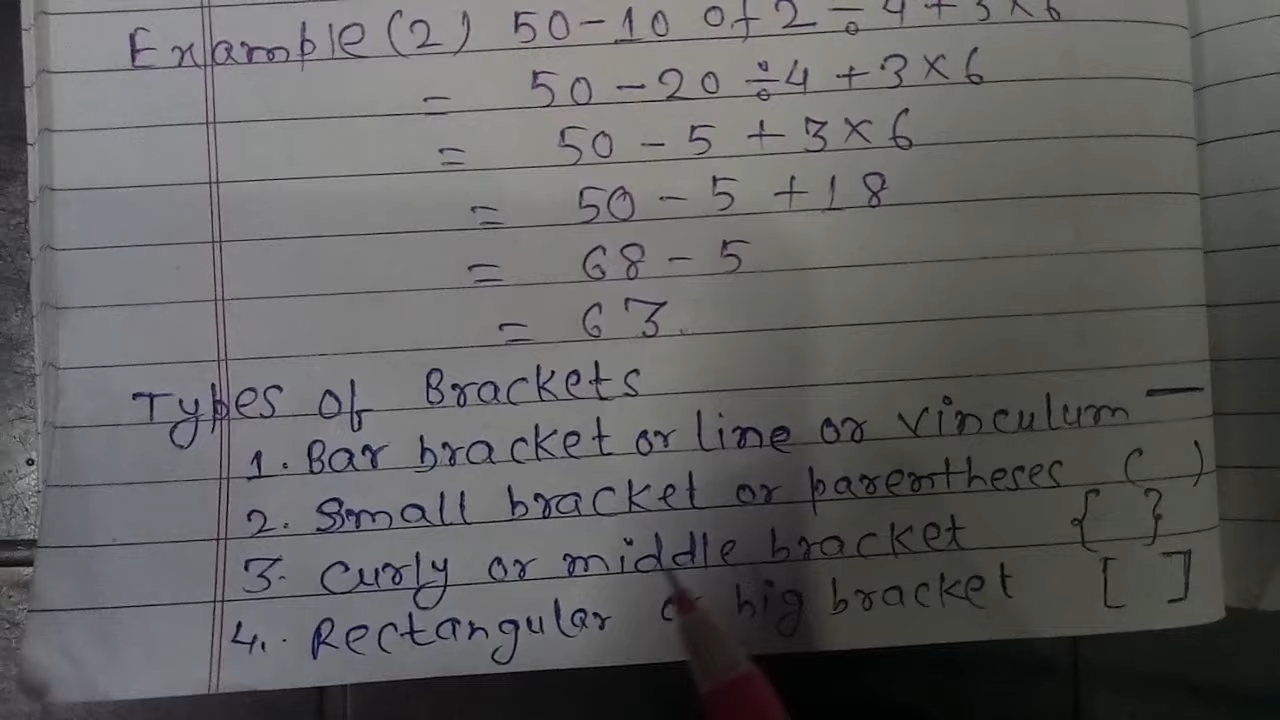 Example (2) 50 - 10 of 2 ÷ 4 + 3 × 6
= 50 - 20 ÷ 4 + 3 × 6
= 50 - 5 + 3 × 6
= 50 - 5 + 18
= 68 - 5
= 63.
Types of Brackets
1. Bar bracket or line or vinculum —
2. Small bracket or parentheses ( )
3. Curly or middle bracket { }
4. Rectangular or big bracket [ ]